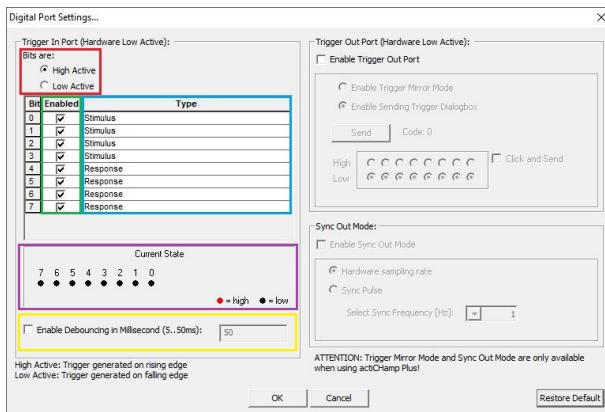 Digital Port Settings...
Trigger In Port (Hardware Low Active):
Bits are:
High Active
Low Active
Bit Enabled Type
0 Stimulus
1 Stimulus
2 Stimulus
3 Stimulus
4 Response
5 Response
6 Response
7 Response
Current State
7 6 5 4 3 2 1 0
= high = low
Enable Debouncing in Millisecond (5..50ms): 50
High Active: Trigger generated on rising edge
Low Active: Trigger generated on falling edge
Trigger Out Port (Hardware Low Active):
Enable Trigger Out Port
Enable Trigger Mirror Mode
Enable Sending Trigger Dialogbox
Send Code: 0
High
Low
Click and Send
Sync Out Mode:
Enable Sync Out Mode
Hardware sampling rate
Sync Pulse
Select Sync Frequency [Hz]: 1
ATTENTION: Trigger Mirror Mode and Sync Out Mode are only available
when using actiCHamp Plus!
OK Cancel Restore Default